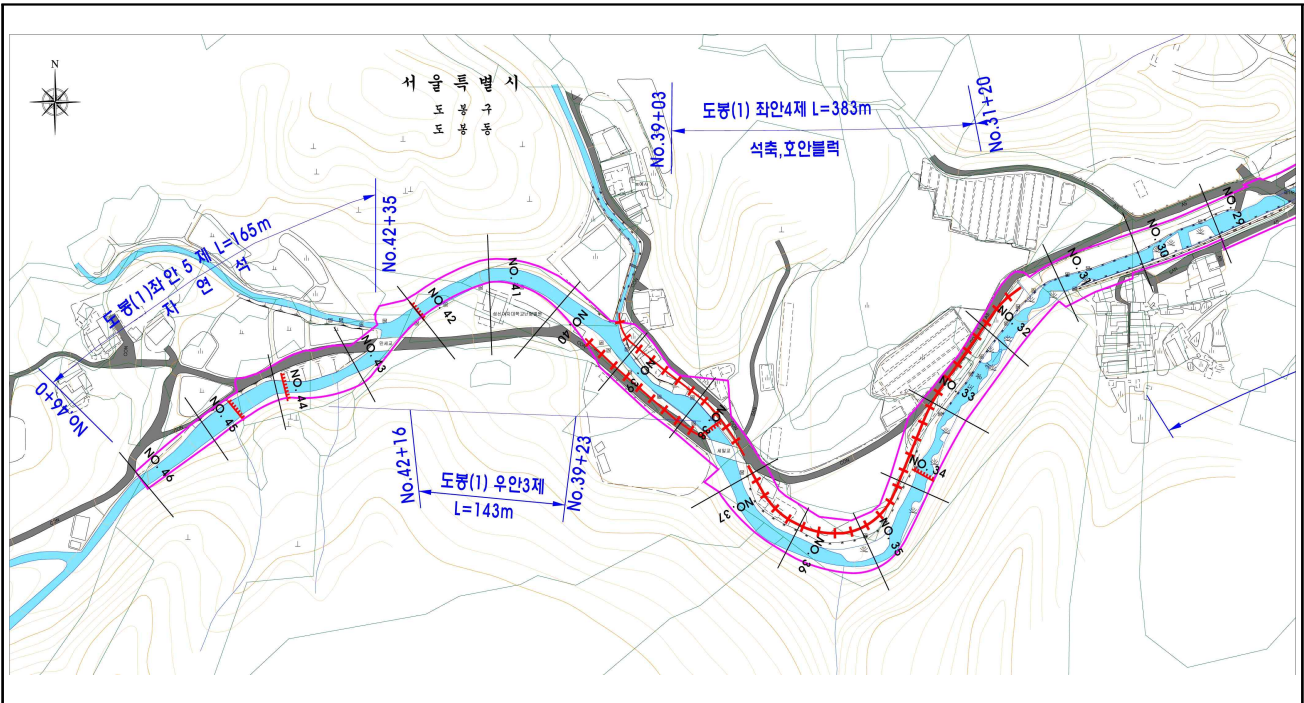 N
서 울 특 별 시
도 봉 구
도 봉 동
No.39+03
도봉(1) 좌안4제 L=383m
석축,호안블럭
No.31+20
도봉(1)좌안 5 제 L=165m
자 연 석
No.42+35
NO. 29
NO. 30
NO. 31
NO. 32
NO. 33
NO. 34
NO. 35
NO. 36
NO. 37
NO. 38
NO. 39
NO. 40
NO. 41
NO. 42
NO. 43
NO. 44
NO. 45
NO. 46
No.46+0
No.42+16
도봉(1) 우안3제
L=143m
No.39+23